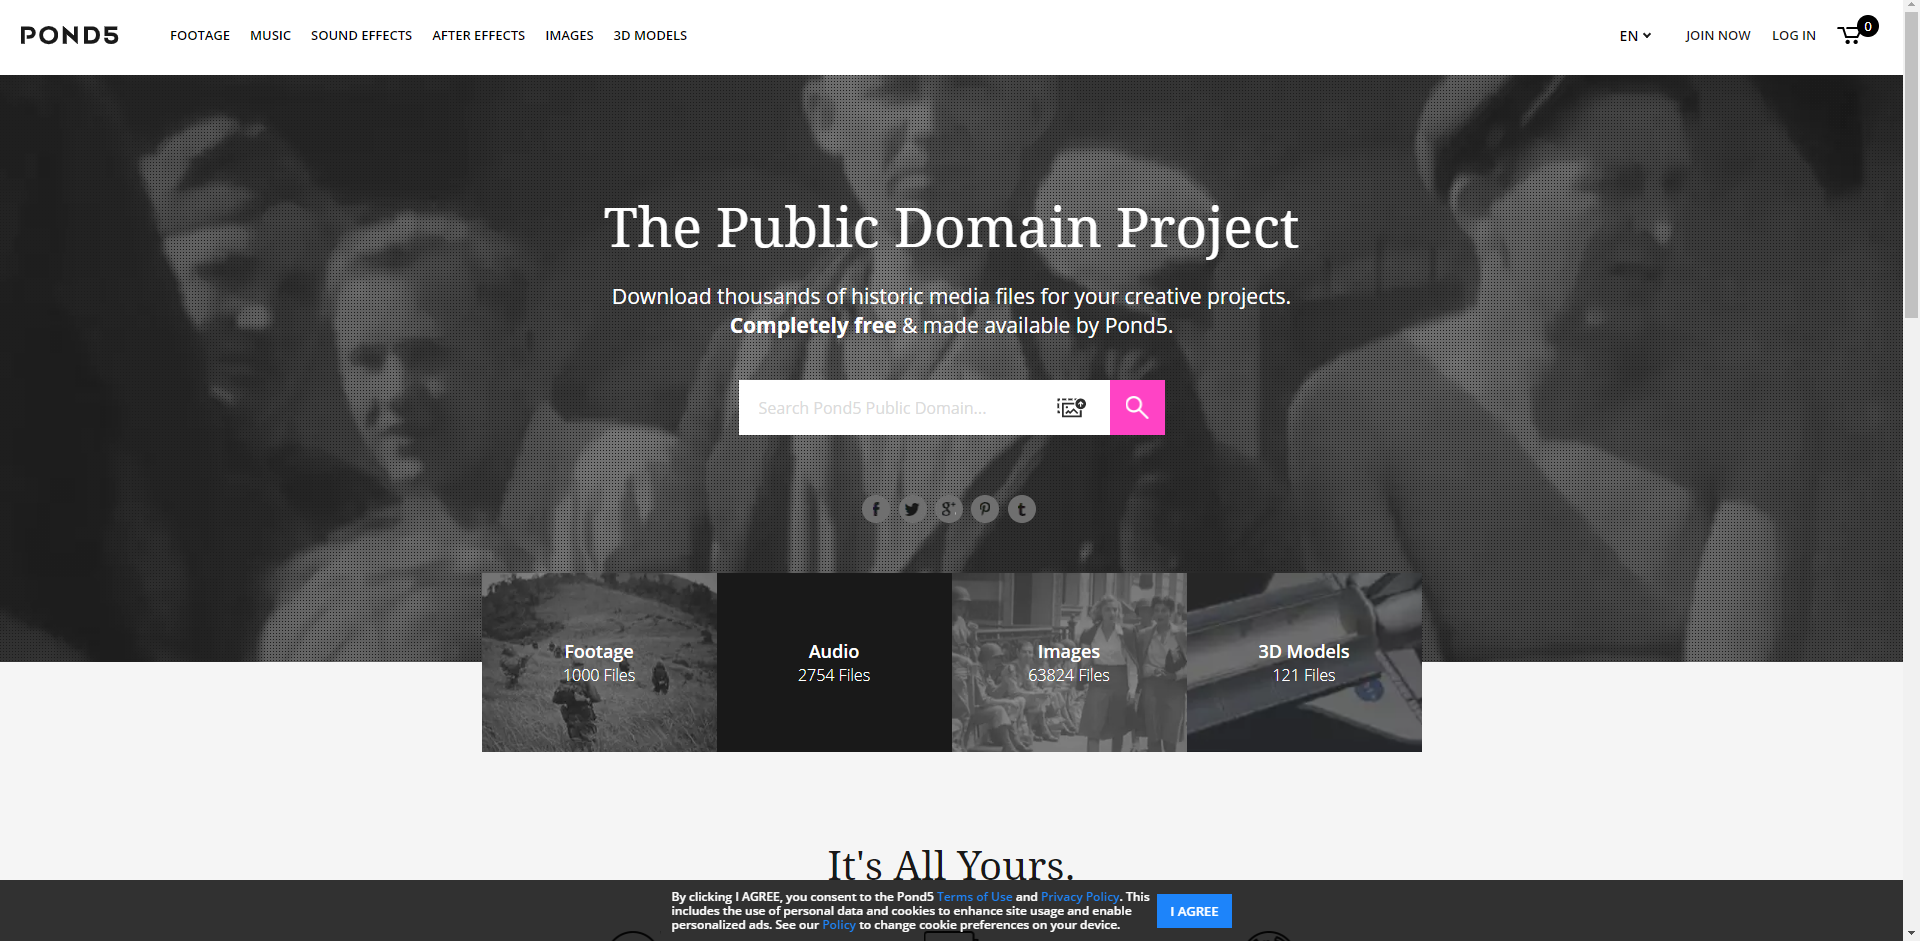 POND5
FOOTAGE MUSIC SOUND EFFECTS AFTER EFFECTS IMAGES 3D MODELS
EN JOIN NOW LOG IN 0
The Public Domain Project
Download thousands of historic media files for your creative projects.
Completely free & made available by Pond5.
Search Pond5 Public Domain...
Footage
1000 Files
Audio
2754 Files
Images
63824 Files
3D Models
121 Files
It's All Yours.
By clicking I AGREE, you consent to the Pond5 Terms of Use and Privacy Policy. This
includes the use of personal data and cookies to enhance site usage and enable
personalized ads. See our Policy to change cookie preferences on your device.
I AGREE